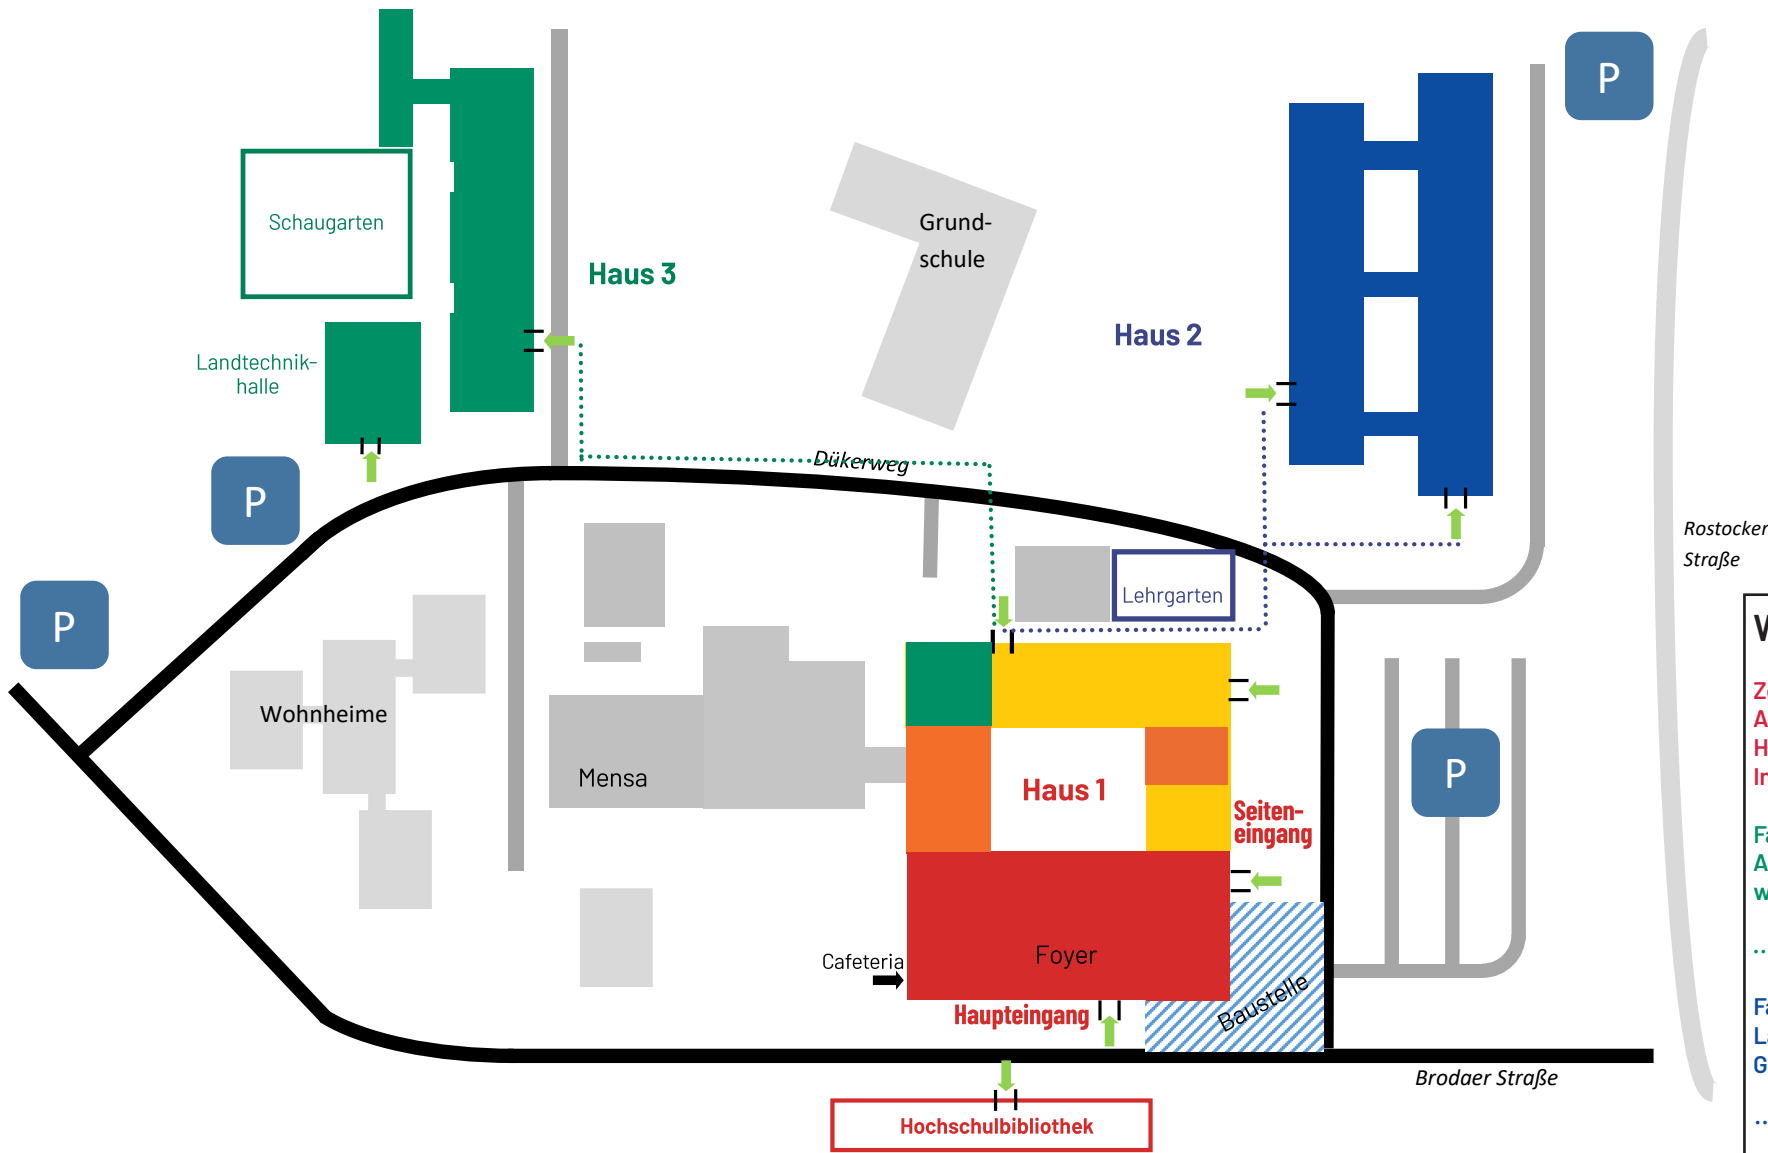 P
Schaugarten
Grund-
schule
Haus 3
Haus 2
Landtechnik-
halle
Dükerweg
P
Rostocker
Straße
P
Lehrgarten
Wohnheime
Mensa
Haus 1
P
Seiten-
eingang
Cafeteria
Foyer
Baustelle
Haupteingang
Brodaer Straße
Hochschulbibliothek